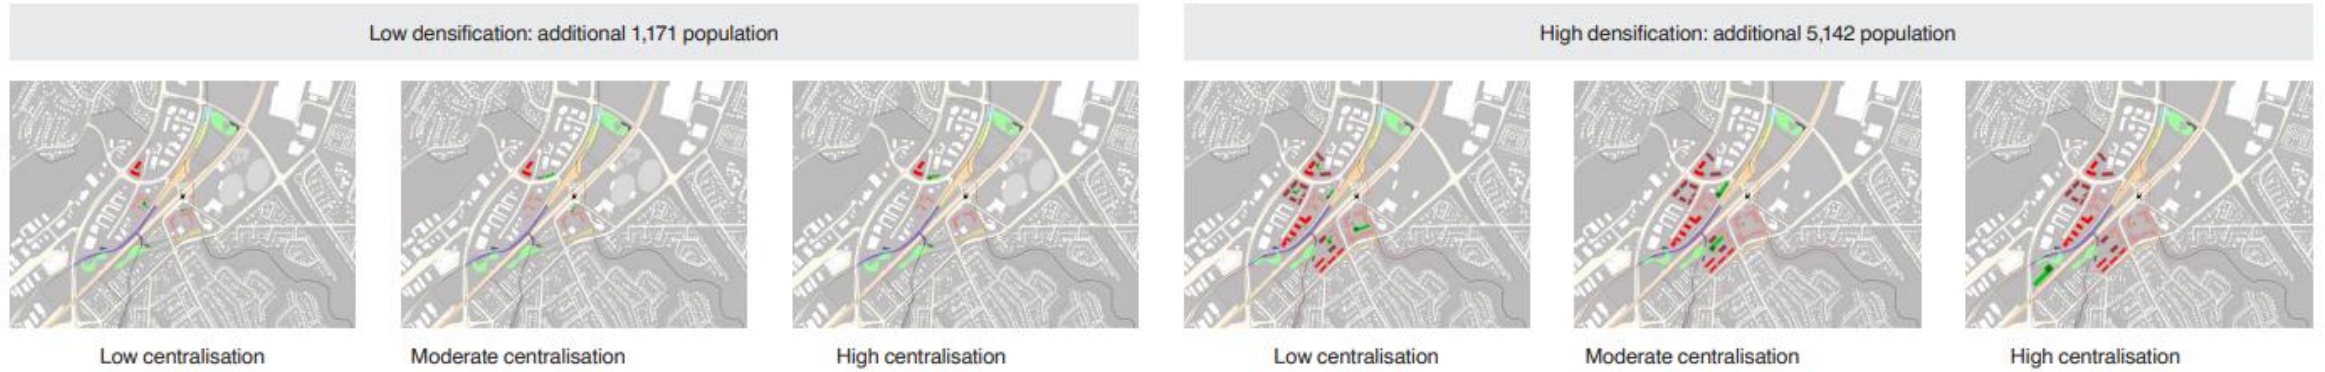 Low densification: additional 1,171 population
High densification: additional 5,142 population
Low centralisation
Moderate centralisation
High centralisation
Low centralisation
Moderate centralisation
High centralisation